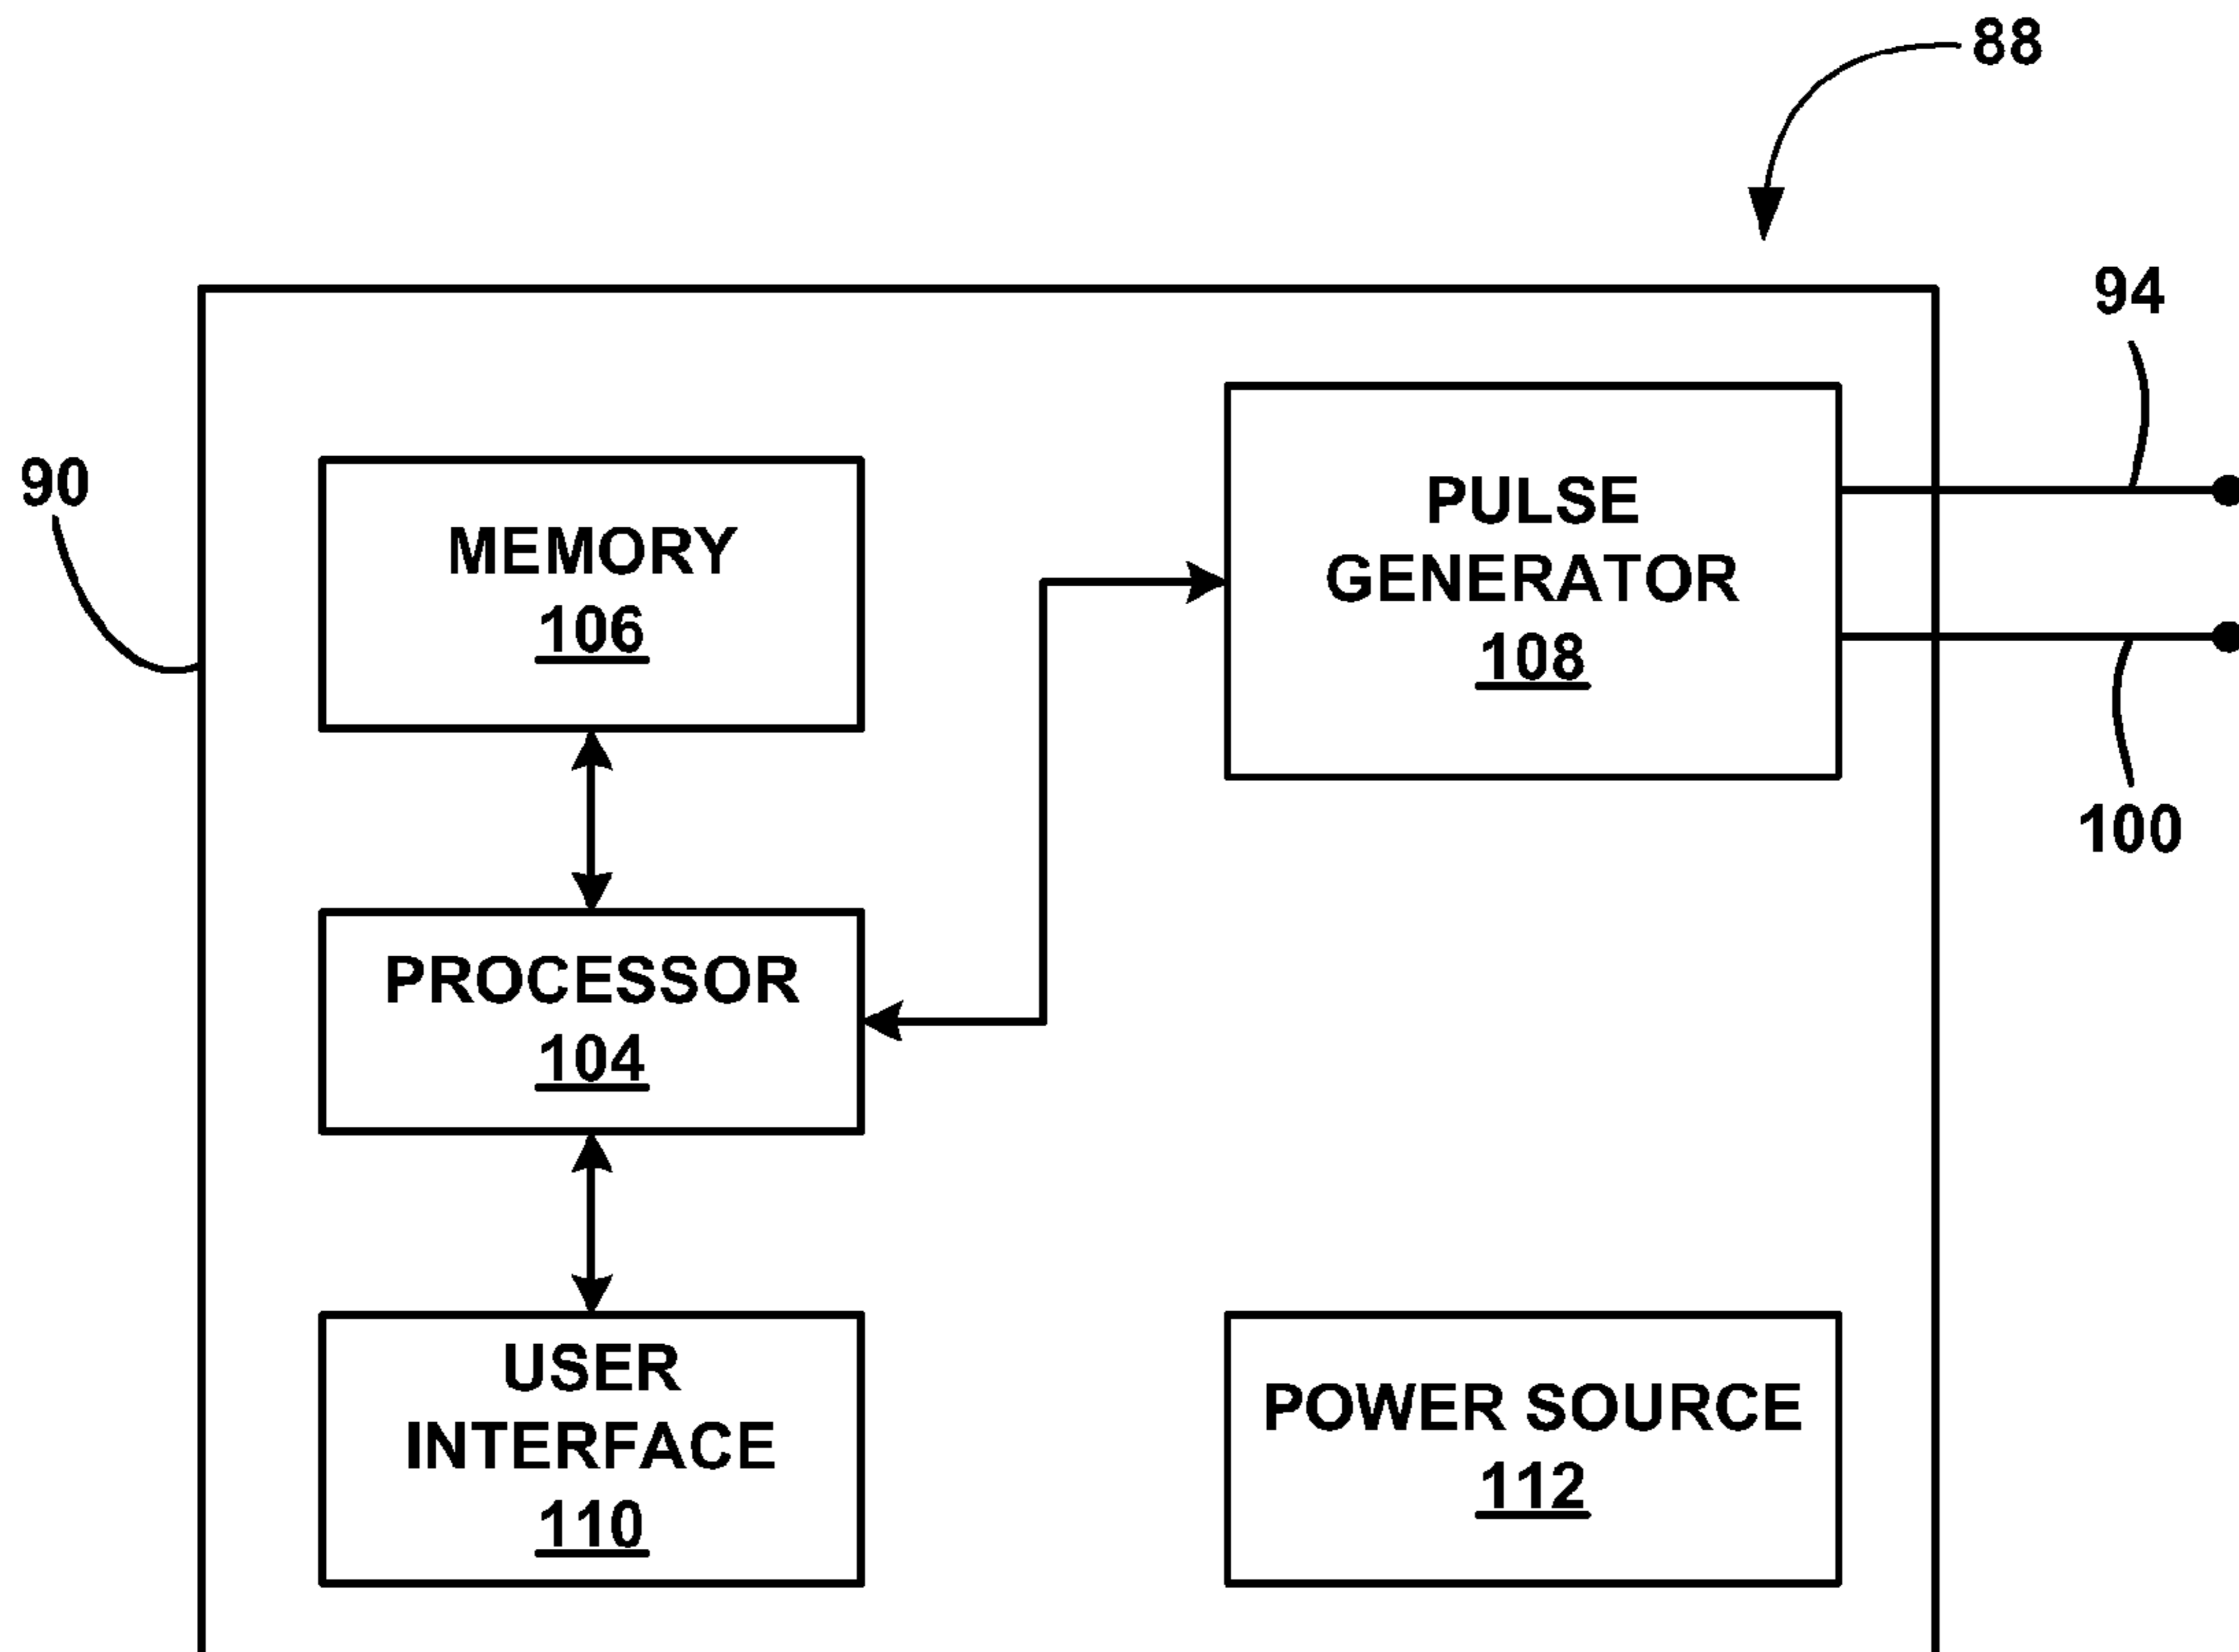 88
94
90
MEMORY
106
PULSE
GENERATOR
108
100
PROCESSOR
104
USER
INTERFACE
110
POWER SOURCE
112